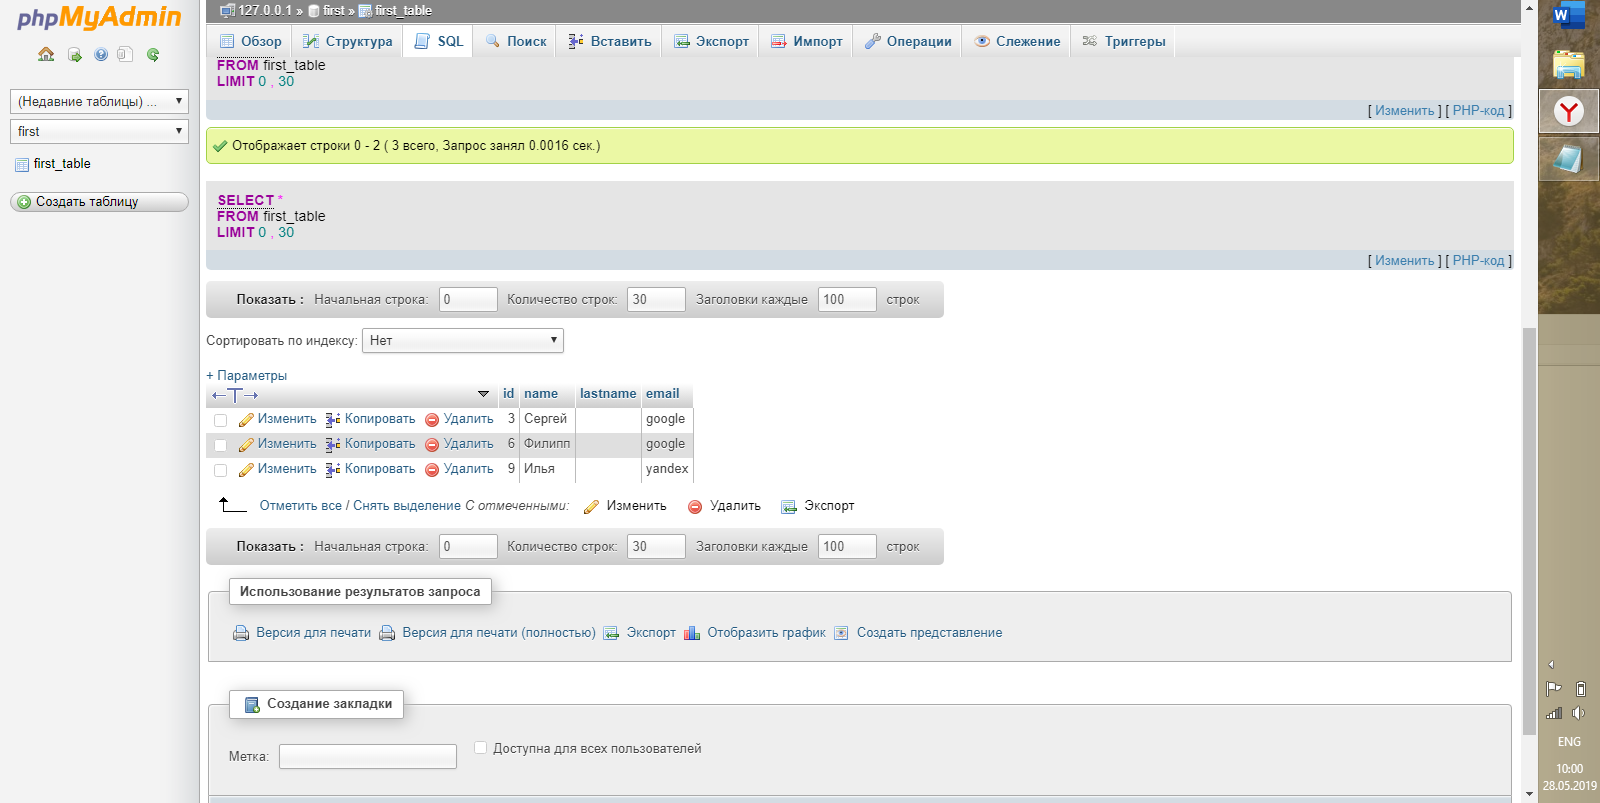 phpMyAdmin
(Недавние таблицы) ...
first
first_table
Создать таблицу
127.0.0.1 » first » first_table
Обзор Структура SQL Поиск Вставить Экспорт Импорт Операции Слежение Триггеры
FROM first_table
LIMIT 0 , 30
[ Изменить ] [ PHP-код ]
Отображает строки 0 - 2 ( 3 всего, Запрос занял 0.0016 сек.)
SELECT *
FROM first_table
LIMIT 0 , 30
[ Изменить ] [ PHP-код ]
Показать : Начальная строка: 0 Количество строк: 30 Заголовки каждые 100 строк
Сортировать по индексу: Нет
+ Параметры
←T→ id name lastname email
Изменить Копировать Удалить 3 Сергей google
Изменить Копировать Удалить 6 Филипп google
Изменить Копировать Удалить 9 Илья yandex
Отметить все / Снять выделение С отмеченными: Изменить Удалить Экспорт
Показать : Начальная строка: 0 Количество строк: 30 Заголовки каждые 100 строк
Использование результатов запроса
Версия для печати Версия для печати (полностью) Экспорт Отобразить график Создать представление
Создание закладки
Метка: Доступна для всех пользователей
W
Y
ENG
10:00
28.05.2019